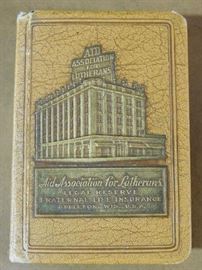 AID
ASSOCIATION
FOR
LUTHERANS
Aid Association for Lutherans
LEGAL RESERVE
FRATERNAL LIFE INSURANCE
APPLETON, WIS., U.S.A.